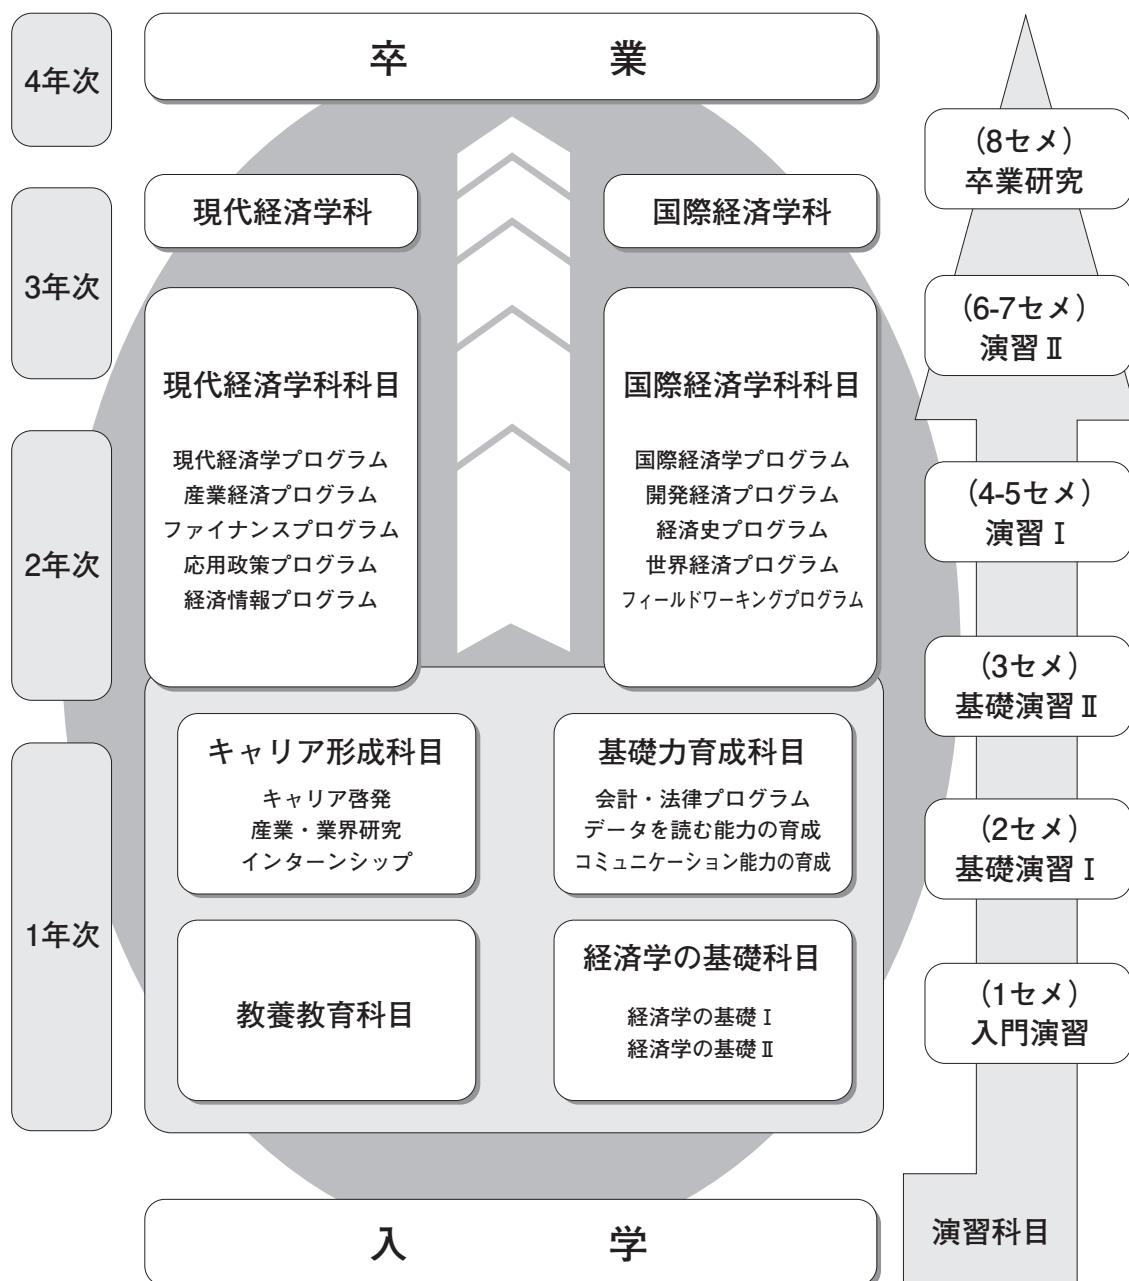 4年次
3年次
2年次
1年次
卒　業
現代経済学科
国際経済学科
現代経済学科科目
現代経済学プログラム
産業経済プログラム
ファイナンスプログラム
応用政策プログラム
経済情報プログラム
国際経済学科科目
国際経済学プログラム
開発経済プログラム
経済史プログラム
世界経済プログラム
フィールドワーキングプログラム
キャリア形成科目
キャリア啓発
産業・業界研究
インターンシップ
基礎力育成科目
会計・法律プログラム
データを読む能力の育成
コミュニケーション能力の育成
教養教育科目
経済学の基礎科目
経済学の基礎Ⅰ
経済学の基礎Ⅱ
入　学
(8セメ)
卒業研究
(6-7セメ)
演習Ⅱ
(4-5セメ)
演習Ⅰ
(3セメ)
基礎演習Ⅱ
(2セメ)
基礎演習Ⅰ
(1セメ)
入門演習
演習科目